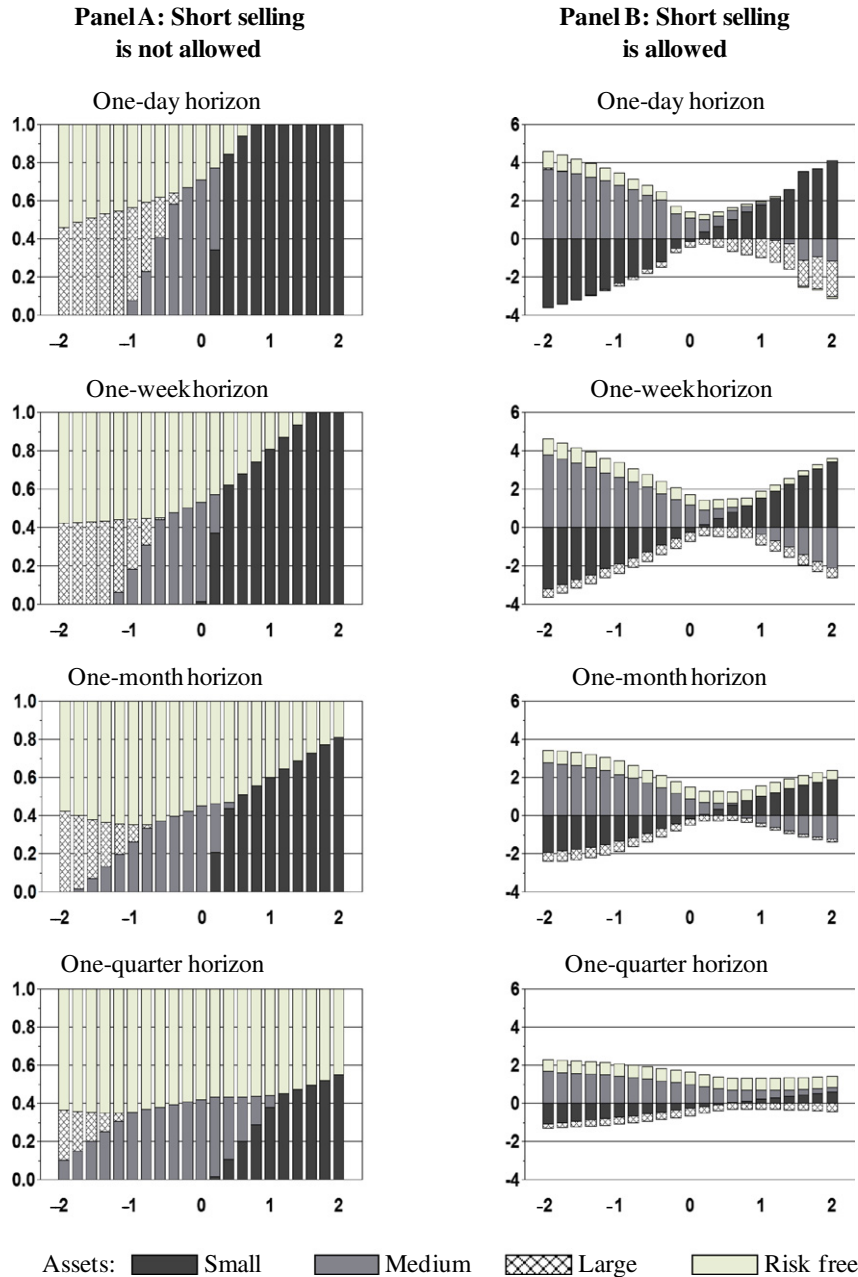 Panel A: Short selling
is not allowed
One-day horizon
1.0
0.8
0.6
0.4
0.2
0.0
–2 –1 0 1 2
One-week horizon
1.0
0.8
0.6
0.4
0.2
0.0
–2 –1 0 1 2
One-month horizon
1.0
0.8
0.6
0.4
0.2
0.0
–2 –1 0 1 2
One-quarter horizon
1.0
0.8
0.6
0.4
0.2
0.0
–2 –1 0 1 2
Panel B: Short selling
is allowed
One-day horizon
6
4
2
0
-2
-4
-2 -1 0 1 2
One-week horizon
6
4
2
0
-2
-4
-2 -1 0 1 2
One-month horizon
6
4
2
0
-2
-4
-2 -1 0 1 2
One-quarter horizon
6
4
2
0
-2
-4
-2 -1 0 1 2
Assets: Small Medium Large Risk free